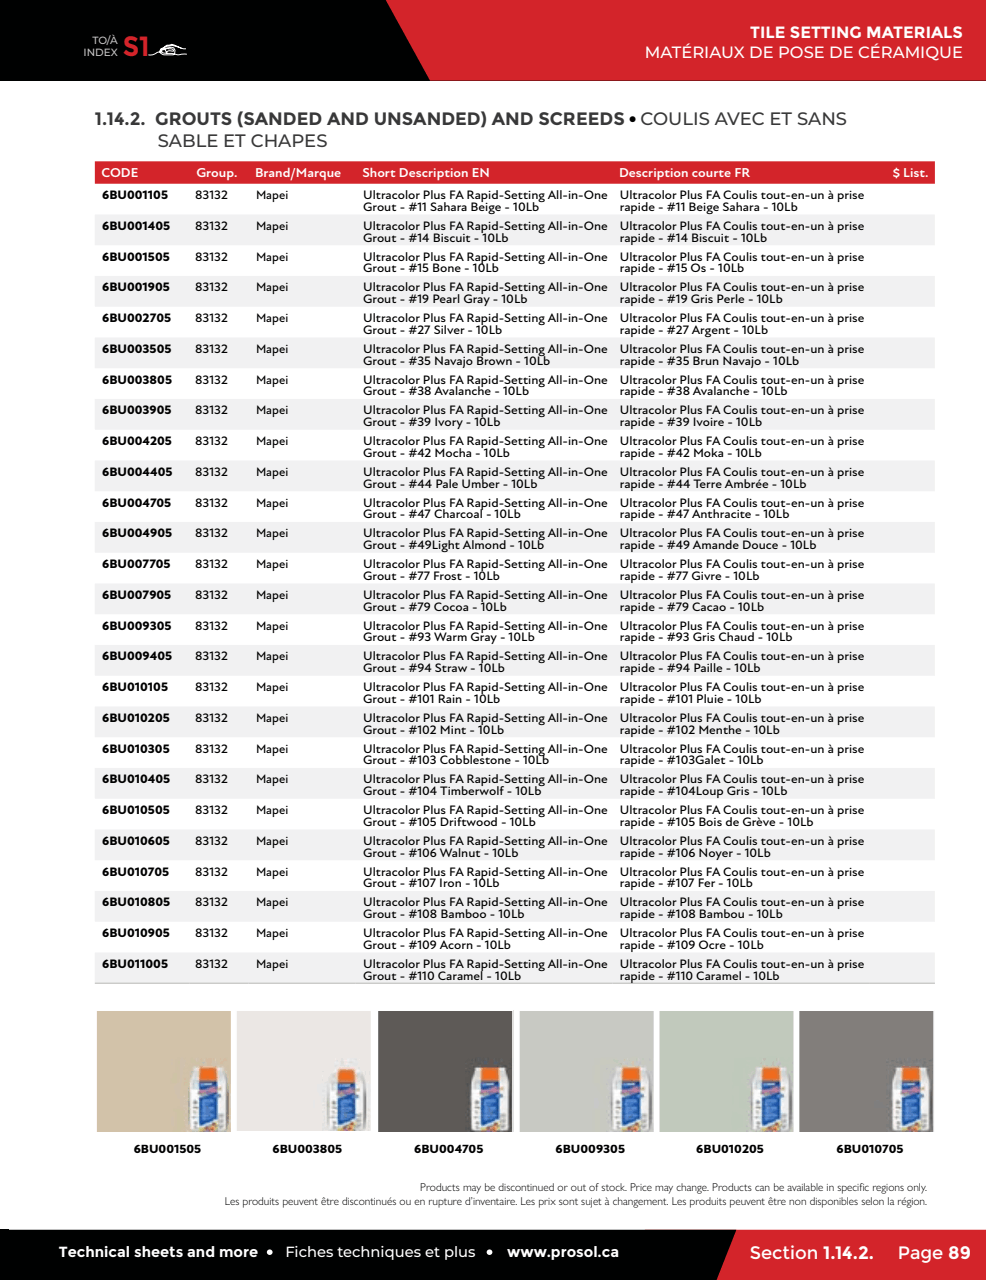 TO/À
INDEX S1
TILE SETTING MATERIALS
MATÉRIAUX DE POSE DE CÉRAMIQUE
1.14.2. GROUTS (SANDED AND UNSANDED) AND SCREEDS • COULIS AVEC ET SANS
SABLE ET CHAPES
CODE Group. Brand/Marque Short Description EN Description courte FR $ List.
6BU001105 83132 Mapei Ultracolor Plus FA Rapid-Setting All-in-One Ultracolor Plus FA Coulis tout-en-un à prise
Grout - #11 Sahara Beige - 10Lb rapide - #11 Beige Sahara - 10Lb
6BU001405 83132 Mapei Ultracolor Plus FA Rapid-Setting All-in-One Ultracolor Plus FA Coulis tout-en-un à prise
Grout - #14 Biscuit - 10Lb rapide - #14 Biscuit - 10Lb
6BU001505 83132 Mapei Ultracolor Plus FA Rapid-Setting All-in-One Ultracolor Plus FA Coulis tout-en-un à prise
Grout - #15 Bone - 10Lb rapide - #15 Os - 10Lb
6BU001905 83132 Mapei Ultracolor Plus FA Rapid-Setting All-in-One Ultracolor Plus FA Coulis tout-en-un à prise
Grout - #19 Pearl Gray - 10Lb rapide - #19 Gris Perle - 10Lb
6BU002705 83132 Mapei Ultracolor Plus FA Rapid-Setting All-in-One Ultracolor Plus FA Coulis tout-en-un à prise
Grout - #27 Silver - 10Lb rapide - #27 Argent - 10Lb
6BU003505 83132 Mapei Ultracolor Plus FA Rapid-Setting All-in-One Ultracolor Plus FA Coulis tout-en-un à prise
Grout - #35 Navajo Brown - 10Lb rapide - #35 Brun Navajo - 10Lb
6BU003805 83132 Mapei Ultracolor Plus FA Rapid-Setting All-in-One Ultracolor Plus FA Coulis tout-en-un à prise
Grout - #38 Avalanche - 10Lb rapide - #38 Avalanche - 10Lb
6BU003905 83132 Mapei Ultracolor Plus FA Rapid-Setting All-in-One Ultracolor Plus FA Coulis tout-en-un à prise
Grout - #39 Ivory - 10Lb rapide - #39 Ivoire - 10Lb
6BU004205 83132 Mapei Ultracolor Plus FA Rapid-Setting All-in-One Ultracolor Plus FA Coulis tout-en-un à prise
Grout - #42 Mocha - 10Lb rapide - #42 Moka - 10Lb
6BU004405 83132 Mapei Ultracolor Plus FA Rapid-Setting All-in-One Ultracolor Plus FA Coulis tout-en-un à prise
Grout - #44 Pale Umber - 10Lb rapide - #44 Terre Ambrée - 10Lb
6BU004705 83132 Mapei Ultracolor Plus FA Rapid-Setting All-in-One Ultracolor Plus FA Coulis tout-en-un à prise
Grout - #47 Charcoal - 10Lb rapide - #47 Anthracite - 10Lb
6BU004905 83132 Mapei Ultracolor Plus FA Rapid-Setting All-in-One Ultracolor Plus FA Coulis tout-en-un à prise
Grout - #49Light Almond - 10Lb rapide - #49 Amande Douce - 10Lb
6BU007705 83132 Mapei Ultracolor Plus FA Rapid-Setting All-in-One Ultracolor Plus FA Coulis tout-en-un à prise
Grout - #77 Frost - 10Lb rapide - #77 Givre - 10Lb
6BU007905 83132 Mapei Ultracolor Plus FA Rapid-Setting All-in-One Ultracolor Plus FA Coulis tout-en-un à prise
Grout - #79 Cocoa - 10Lb rapide - #79 Cacao - 10Lb
6BU009305 83132 Mapei Ultracolor Plus FA Rapid-Setting All-in-One Ultracolor Plus FA Coulis tout-en-un à prise
Grout - #93 Warm Gray - 10Lb rapide - #93 Gris Chaud - 10Lb
6BU009405 83132 Mapei Ultracolor Plus FA Rapid-Setting All-in-One Ultracolor Plus FA Coulis tout-en-un à prise
Grout - #94 Straw - 10Lb rapide - #94 Paille - 10Lb
6BU010105 83132 Mapei Ultracolor Plus FA Rapid-Setting All-in-One Ultracolor Plus FA Coulis tout-en-un à prise
Grout - #101 Rain - 10Lb rapide - #101 Pluie - 10Lb
6BU010205 83132 Mapei Ultracolor Plus FA Rapid-Setting All-in-One Ultracolor Plus FA Coulis tout-en-un à prise
Grout - #102 Mint - 10Lb rapide - #102 Menthe - 10Lb
6BU010305 83132 Mapei Ultracolor Plus FA Rapid-Setting All-in-One Ultracolor Plus FA Coulis tout-en-un à prise
Grout - #103 Cobblestone - 10Lb rapide - #103Galet - 10Lb
6BU010405 83132 Mapei Ultracolor Plus FA Rapid-Setting All-in-One Ultracolor Plus FA Coulis tout-en-un à prise
Grout - #104 Timberwolf - 10Lb rapide - #104Loup Gris - 10Lb
6BU010505 83132 Mapei Ultracolor Plus FA Rapid-Setting All-in-One Ultracolor Plus FA Coulis tout-en-un à prise
Grout - #105 Driftwood - 10Lb rapide - #105 Bois de Grève - 10Lb
6BU010605 83132 Mapei Ultracolor Plus FA Rapid-Setting All-in-One Ultracolor Plus FA Coulis tout-en-un à prise
Grout - #106 Walnut - 10Lb rapide - #106 Noyer - 10Lb
6BU010705 83132 Mapei Ultracolor Plus FA Rapid-Setting All-in-One Ultracolor Plus FA Coulis tout-en-un à prise
Grout - #107 Iron - 10Lb rapide - #107 Fer - 10Lb
6BU010805 83132 Mapei Ultracolor Plus FA Rapid-Setting All-in-One Ultracolor Plus FA Coulis tout-en-un à prise
Grout - #108 Bamboo - 10Lb rapide - #108 Bambou - 10Lb
6BU010905 83132 Mapei Ultracolor Plus FA Rapid-Setting All-in-One Ultracolor Plus FA Coulis tout-en-un à prise
Grout - #109 Acorn - 10Lb rapide - #109 Ocre - 10Lb
6BU011005 83132 Mapei Ultracolor Plus FA Rapid-Setting All-in-One Ultracolor Plus FA Coulis tout-en-un à prise
Grout - #110 Caramel - 10Lb rapide - #110 Caramel - 10Lb
6BU001505 6BU003805 6BU004705 6BU009305 6BU010205 6BU010705
Products may be discontinued or out of stock. Price may change. Products can be available in specific regions only.
Les produits peuvent être discontinués ou en rupture d'inventaire. Les prix sont sujet à changement. Les produits peuvent être non disponibles selon la région.
Technical sheets and more • Fiches techniques et plus • www.prosol.ca
Section 1.14.2. Page 89